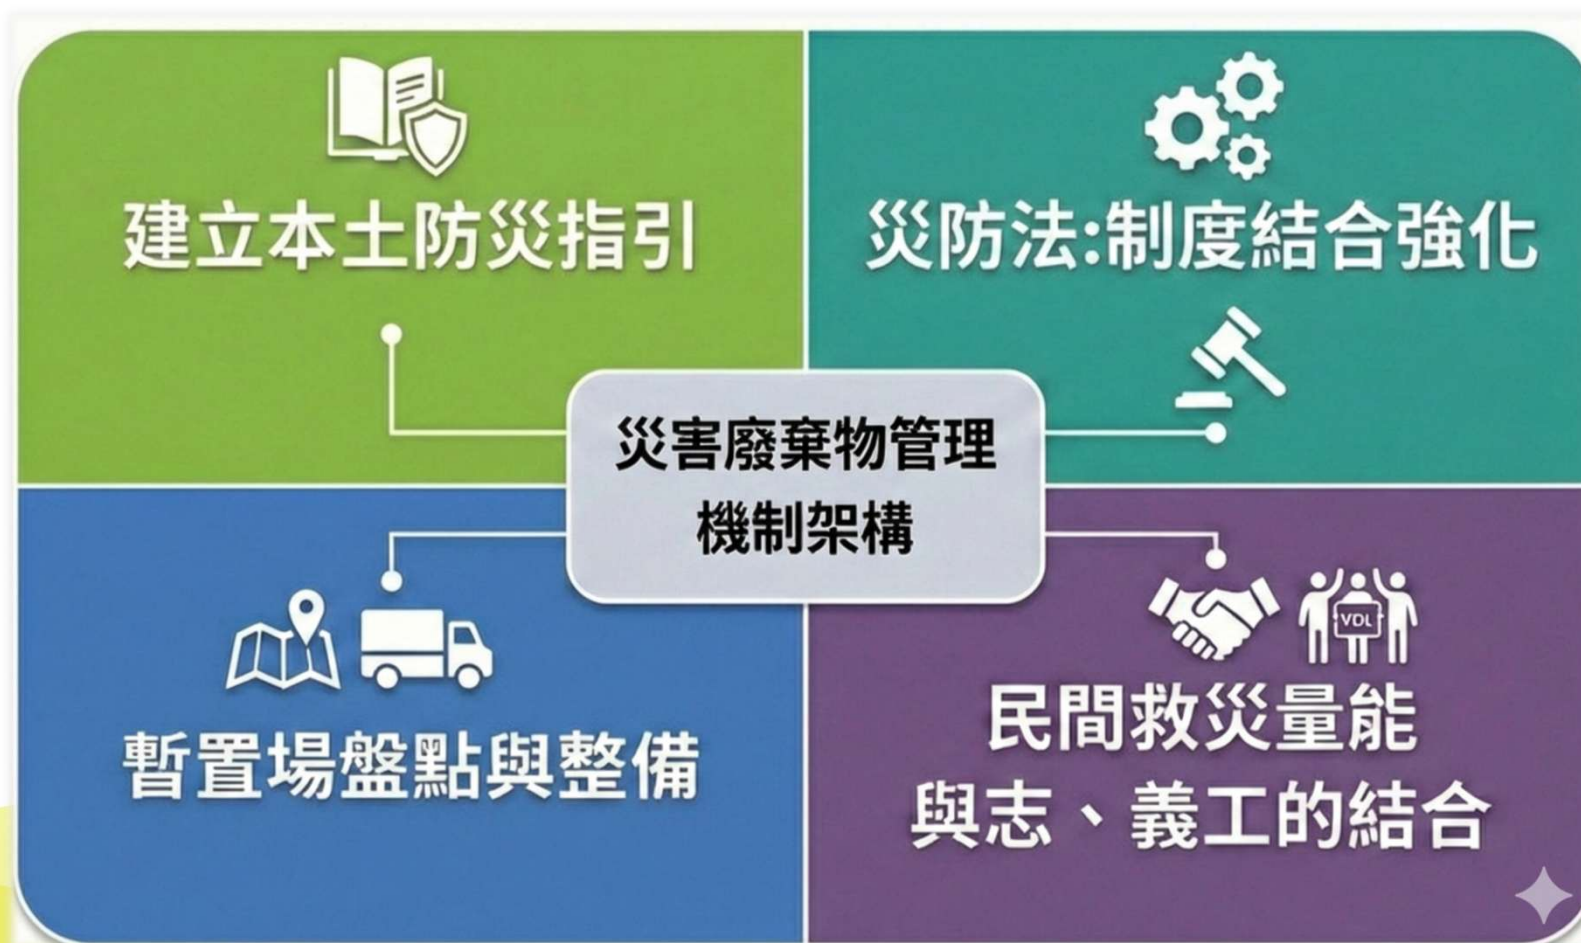 建立本土防災指引
災防法:制度結合強化
災害廢棄物管理
機制架構
暫置場盤點與整備
VDL
民間救災量能
與志、義工的結合